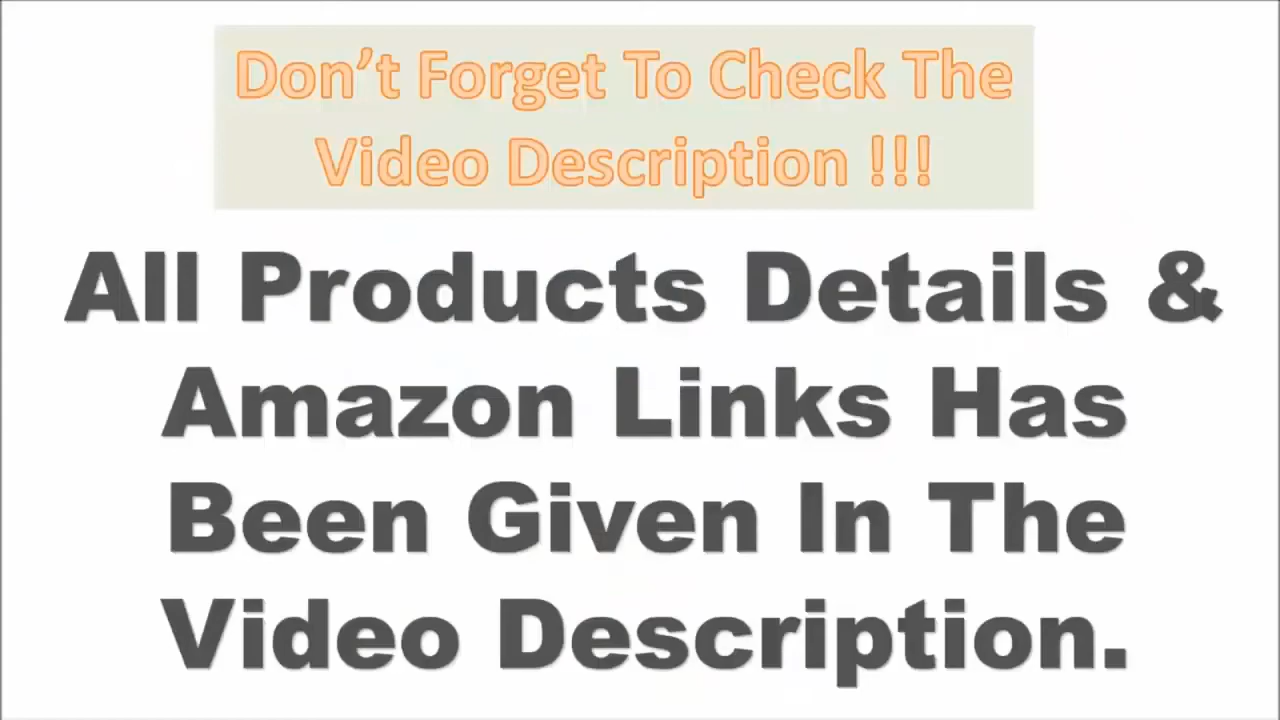 Don’t Forget To Check The
Video Description !!!
All Products Details &
Amazon Links Has
Been Given In The
Video Description.